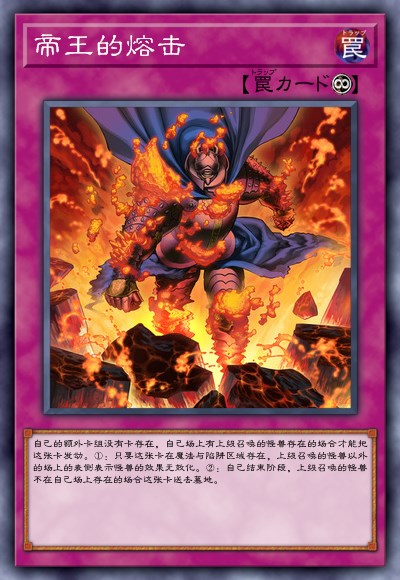 帝王的熔击
トラップ
罠
【罠カード】
トラップ
自己的额外卡组没有卡存在，自己场上有上级召唤的怪兽存在的场合才能把
这张卡发动。①：只要这张卡在魔法与陷阱区域存在，上级召唤的怪兽以外
的场上的表侧表示怪兽的效果无效化。②：自己结束阶段，上级召唤的怪兽
不在自己场上存在的场合这张卡送去墓地。